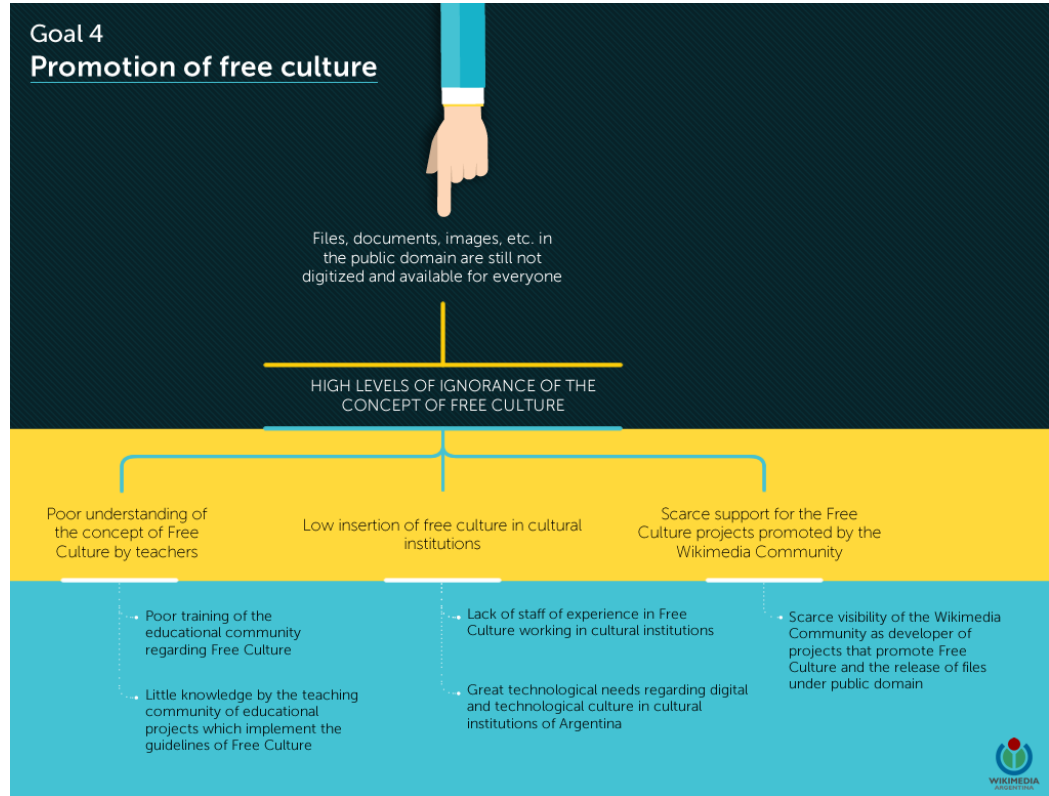 Goal 4
Promotion of free culture
Files, documents, images, etc. in
the public domain are still not
digitized and available for everyone
HIGH LEVELS OF IGNORANCE OF THE
CONCEPT OF FREE CULTURE
Poor understanding of
the concept of Free
Culture by teachers
Low insertion of free culture in cultural
institutions
Scarce support for the Free
Culture projects promoted by the
Wikimedia Community
Poor training of the
educational community
regarding Free Culture
Little knowledge by the teaching
community of educational
projects which implement the
guidelines of Free Culture
Lack of staff of experience in Free
Culture working in cultural institutions
Great technological needs regarding digital
and technological culture in cultural
institutions of Argentina
Scarce visibility of the Wikimedia
Community as developer of
projects that promote Free
Culture and the release of files
under public domain
WIKIMEDIA
ARGENTINA